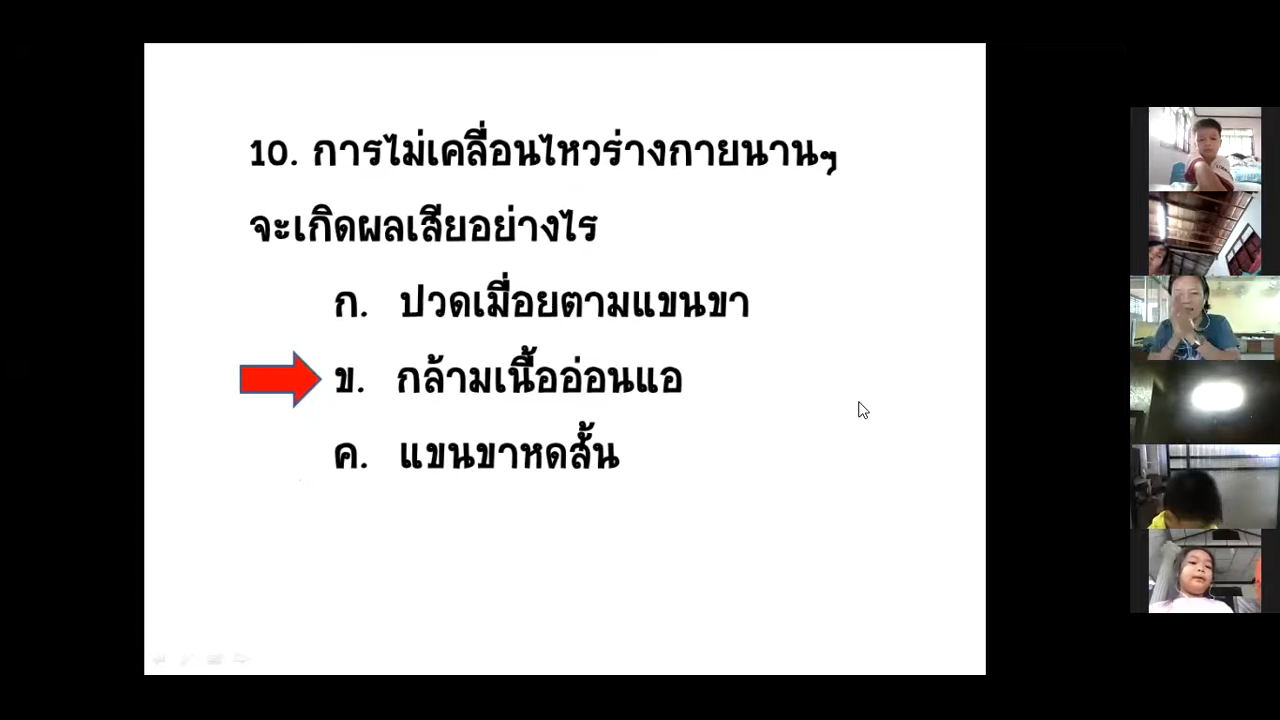 10. การไม่เคลื่อนไหวร่างกายนานๆ
จะเกิดผลเสียอย่างไร
ก. ปวดเมื่อยตามแขนขา
ข. กล้ามเนื้ออ่อนแอ
ค. แขนขาหดสั้น